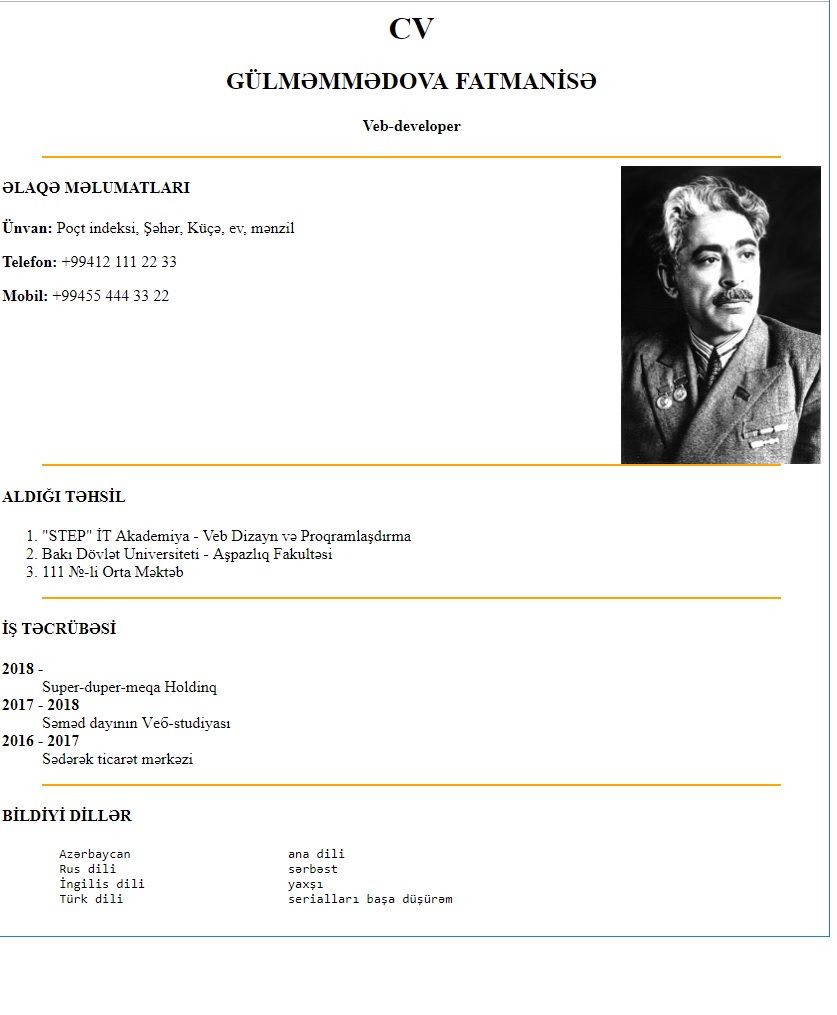 CV
GÜLMƏMMƏDOVA FATMANİSƏ
Veb-developer
ƏLAQƏ MƏLUMATLARI
Ünvan: Poçt indeksi, Şəhər, Küçə, ev, mənzil
Telefon: +99412 111 22 33
Mobil: +99455 444 33 22
ALDIĞI TƏHSİL
1. "STEP" İT Akademiya - Veb Dizayn və Proqramlaşdırma
2. Bakı Dövlət Universiteti - Aşpazlıq Fakultəsi
3. 111 №-li Orta Məktəb
İŞ TƏCRÜBƏSİ
2018 -
Super-duper-meqa Holdinq
2017 - 2018
Səməd dayının Veб-studiyası
2016 - 2017
Sədərək ticarət mərkəzi
BİLDİYİ DİLLƏR
Azərbaycan ana dili
Rus dili sərbəst
İngilis dili yaxşı
Türk dili serialları başa düşürəm